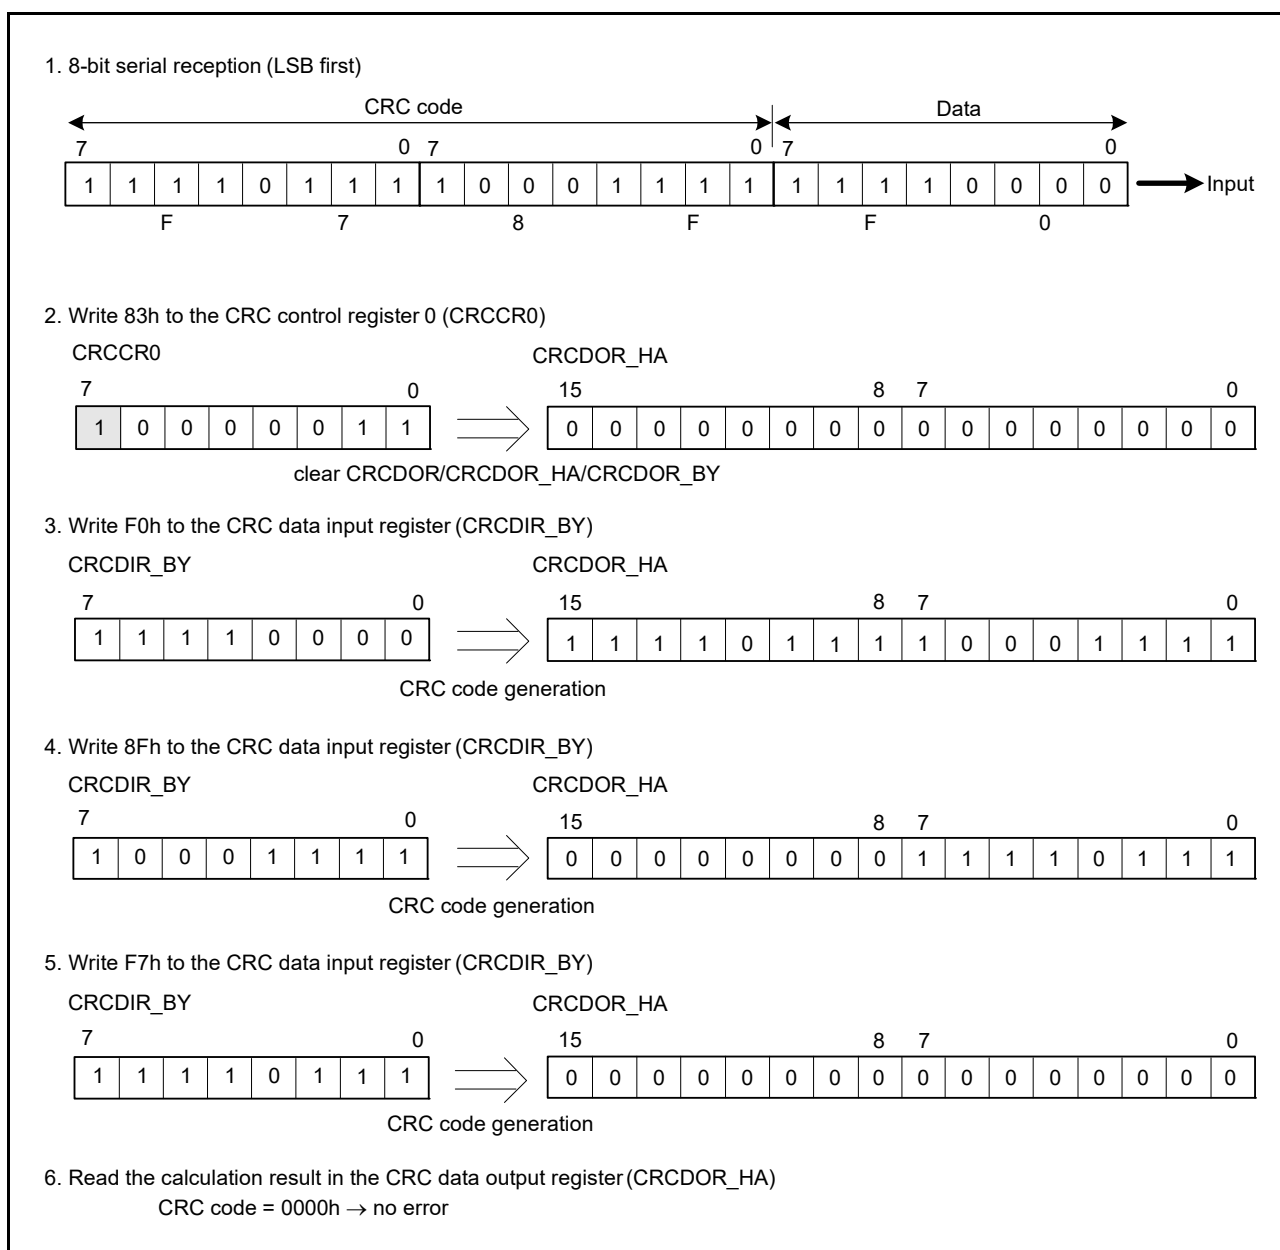 1. 8-bit serial reception (LSB first)
CRC code Data
7 0 7 0 7 0
1 1 1 1 0 1 1 1 1 0 0 0 1 1 1 1 1 1 1 1 0 0 0 0 Input
F 7 8 F F 0
2. Write 83h to the CRC control register 0 (CRCCR0)
CRCCR0 CRCDOR_HA
7 0 15 8 7 0
1 0 0 0 0 0 1 1 0 0 0 0 0 0 0 0 0 0 0 0 0 0 0 0
clear CRCDOR/CRCDOR_HA/CRCDOR_BY
3. Write F0h to the CRC data input register (CRCDIR_BY)
CRCDIR_BY CRCDOR_HA
7 0 15 8 7 0
1 1 1 1 0 0 0 0 1 1 1 1 0 1 1 1 1 0 0 0 1 1 1 1
CRC code generation
4. Write 8Fh to the CRC data input register (CRCDIR_BY)
CRCDIR_BY CRCDOR_HA
7 0 15 8 7 0
1 0 0 0 1 1 1 1 0 0 0 0 0 0 0 0 1 1 1 1 0 1 1 1
CRC code generation
5. Write F7h to the CRC data input register (CRCDIR_BY)
CRCDIR_BY CRCDOR_HA
7 0 15 8 7 0
1 1 1 1 0 1 1 1 0 0 0 0 0 0 0 0 0 0 0 0 0 0 0 0
CRC code generation
6. Read the calculation result in the CRC data output register (CRCDOR_HA)
CRC code = 0000h → no error